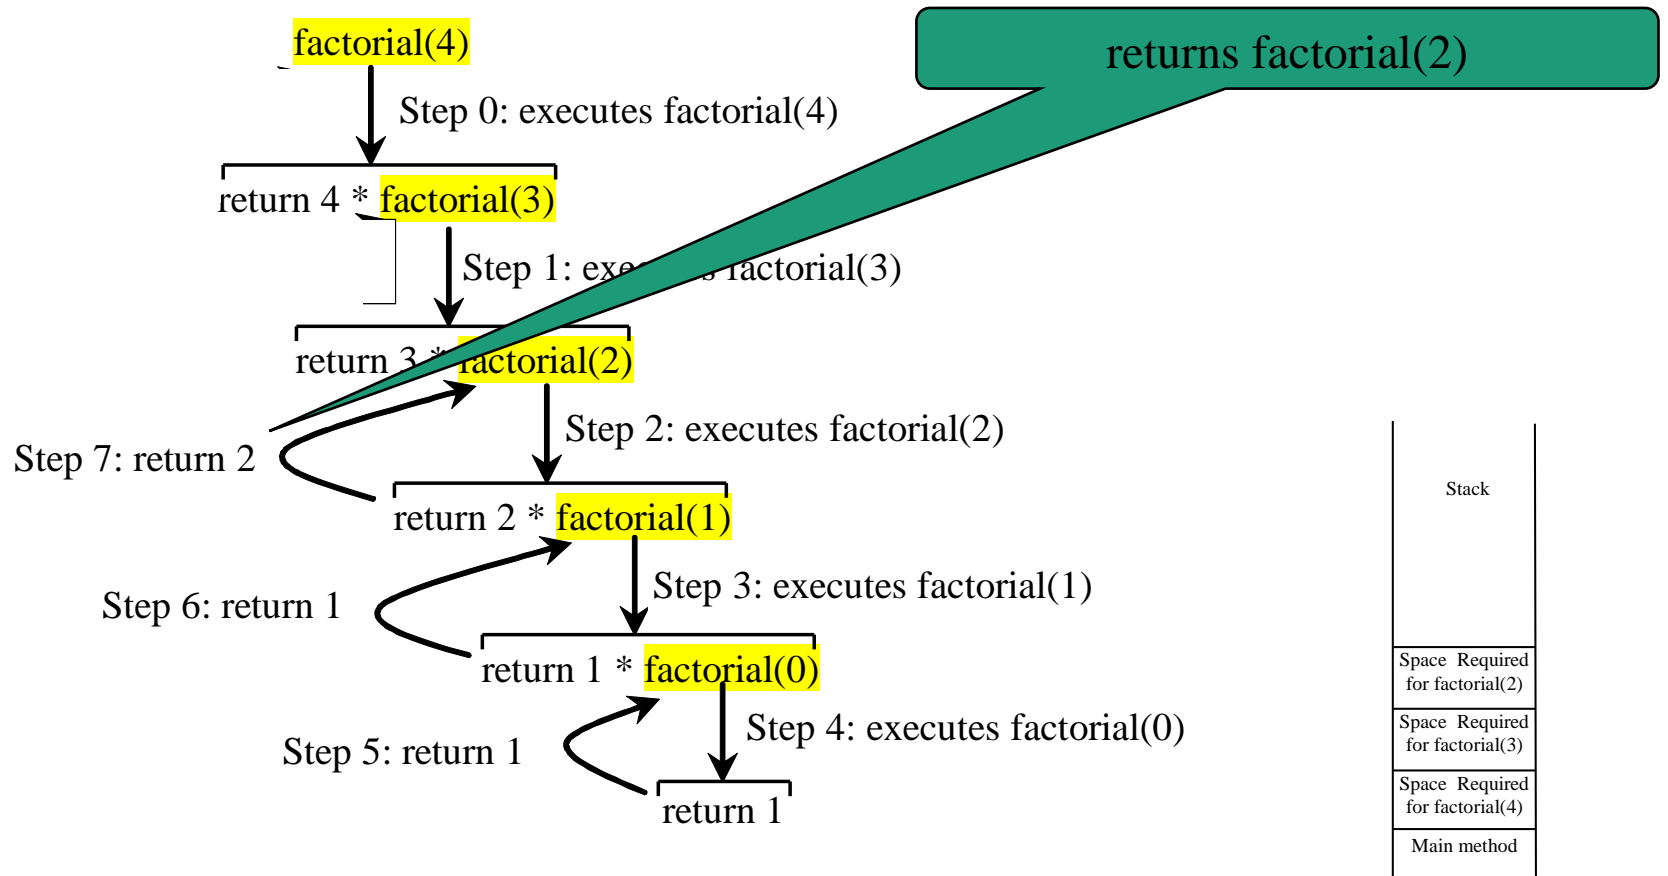 factorial(4)
returns factorial(2)
Step 0: executes factorial(4)
return 4 * factorial(3)
Step 1: factorial(3)
return 3 * factorial(2)
Step 2: executes factorial(2)
Step 7: return 2
return 2 * factorial(1)
Step 3: executes factorial(1)
Step 6: return 1
return 1 * factorial(0)
Step 4: executes factorial(0)
Step 5: return 1
return 1
Stack
Space Required
for factorial(2)
Space Required
for factorial(3)
Space Required
for factorial(4)
Main method